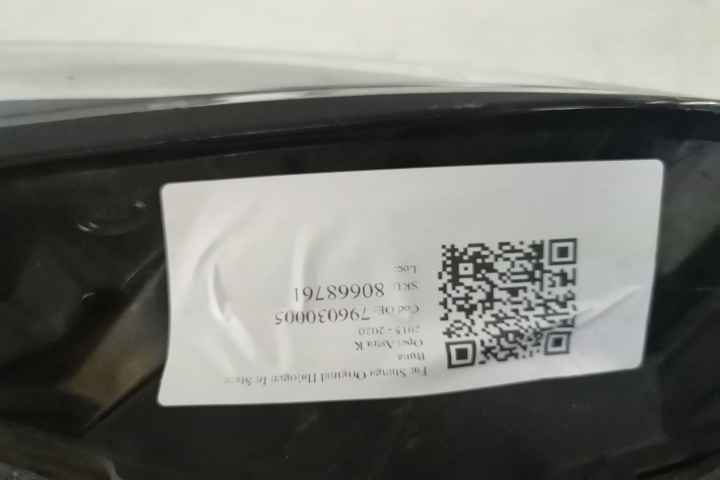 Far Stanga Original Halogen In Stare
Buna
Opel Astra K
2015 - 2020
Cod OE: 796030005
SKU: 80668761
Loc: